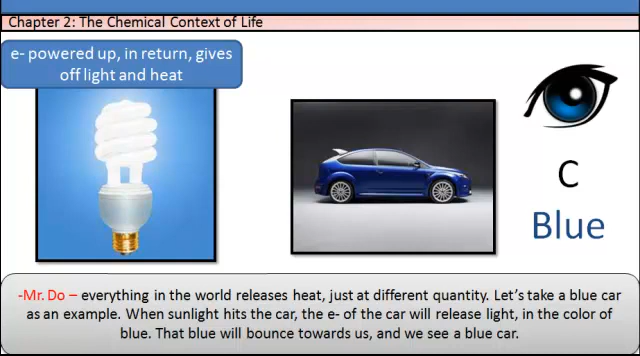 Chapter 2: The Chemical Context of Life
e- powered up, in return, gives
off light and heat
C
Blue
-Mr. Do – everything in the world releases heat, just at different quantity. Let's take a blue car
as an example. When sunlight hits the car, the e- of the car will release light, in the color of
blue. That blue will bounce towards us, and we see a blue car.